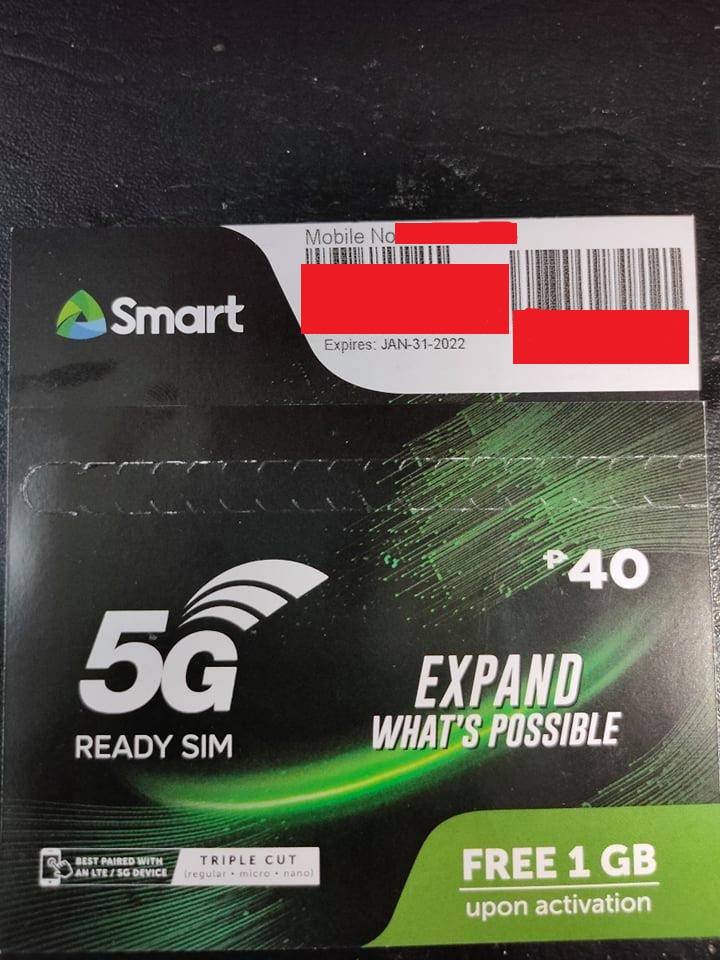 Mobile No
Smart
Expires: JAN-31-2022
₱40
5G
READY SIM
EXPAND
WHAT'S POSSIBLE
BEST PAIRED WITH
AN LTE / 5G DEVICE
TRIPLE CUT
(regular • micro • nano)
FREE 1 GB
upon activation